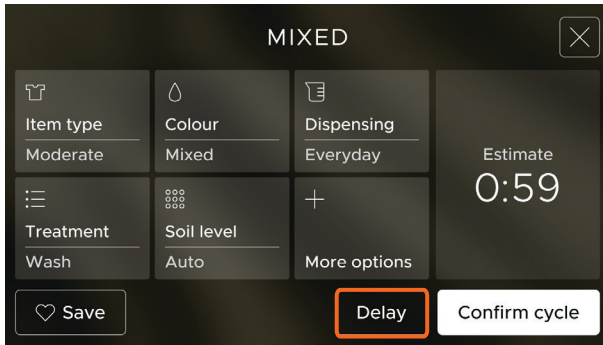 MIXED
Item type
Moderate
Colour
Mixed
Dispensing
Everyday
Estimate
0:59
Treatment
Wash
Soil level
Auto
More options
Save
Delay
Confirm cycle